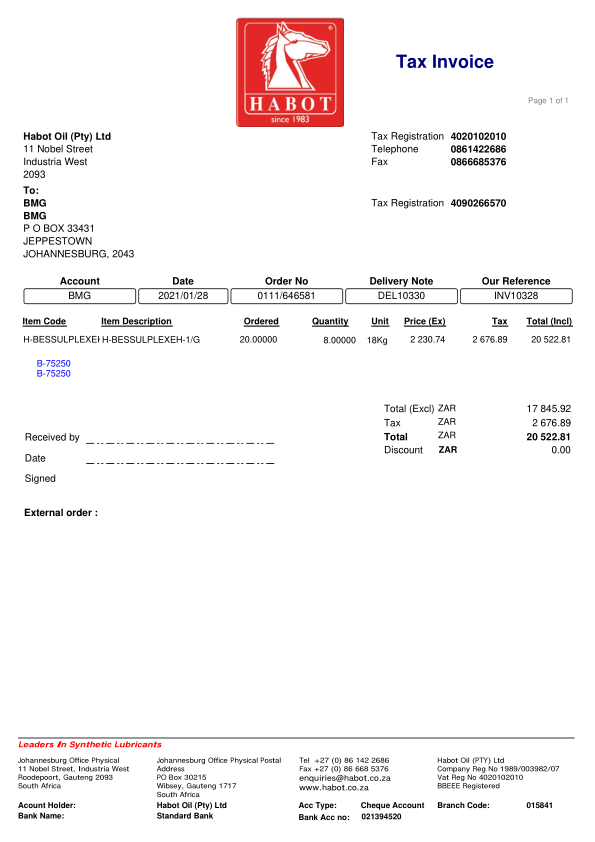 HABOT
®
since 1983
Tax Invoice
Page 1 of 1
Habot Oil (Pty) Ltd
11 Nobel Street
Industria West
2093
Tax Registration 4020102010
Telephone 0861422686
Fax 0866685376
To:
BMG
BMG
P O BOX 33431
JEPPESTOWN
JOHANNESBURG, 2043
Tax Registration 4090266570
Account Date Order No Delivery Note Our Reference
BMG 2021/01/28 0111/646581 DEL10330 INV10328
Item Code Item Description Ordered Quantity Unit Price (Ex) Tax Total (Incl)
H-BESSULPLEXEH H-BESSULPLEXEH-1/G 20.00000 8.00000 18Kg 2 230.74 2 676.89 20 522.81
B-75250
B-75250
Total (Excl) ZAR 17 845.92
Tax ZAR 2 676.89
Total ZAR 20 522.81
Discount ZAR 0.00
Received by
Date
Signed
External order :
Leaders In Synthetic Lubricants
Johannesburg Office Physical
11 Nobel Street, Industria West
Roodepoort, Gauteng 2093
South Africa
Johannesburg Office Physical Postal
Address
PO Box 30215
Wibsey, Gauteng 1717
South Africa
Tel +27 (0) 86 142 2686
Fax +27 (0) 86 668 5376
enquiries@habot.co.za
www.habot.co.za
Habot Oil (PTY) Ltd
Company Reg No 1989/003982/07
Vat Reg No 4020102010
BBEEE Registered
Acount Holder: Habot Oil (Pty) Ltd Acc Type: Cheque Account Branch Code: 015841
Bank Name: Standard Bank Bank Acc no: 021394520